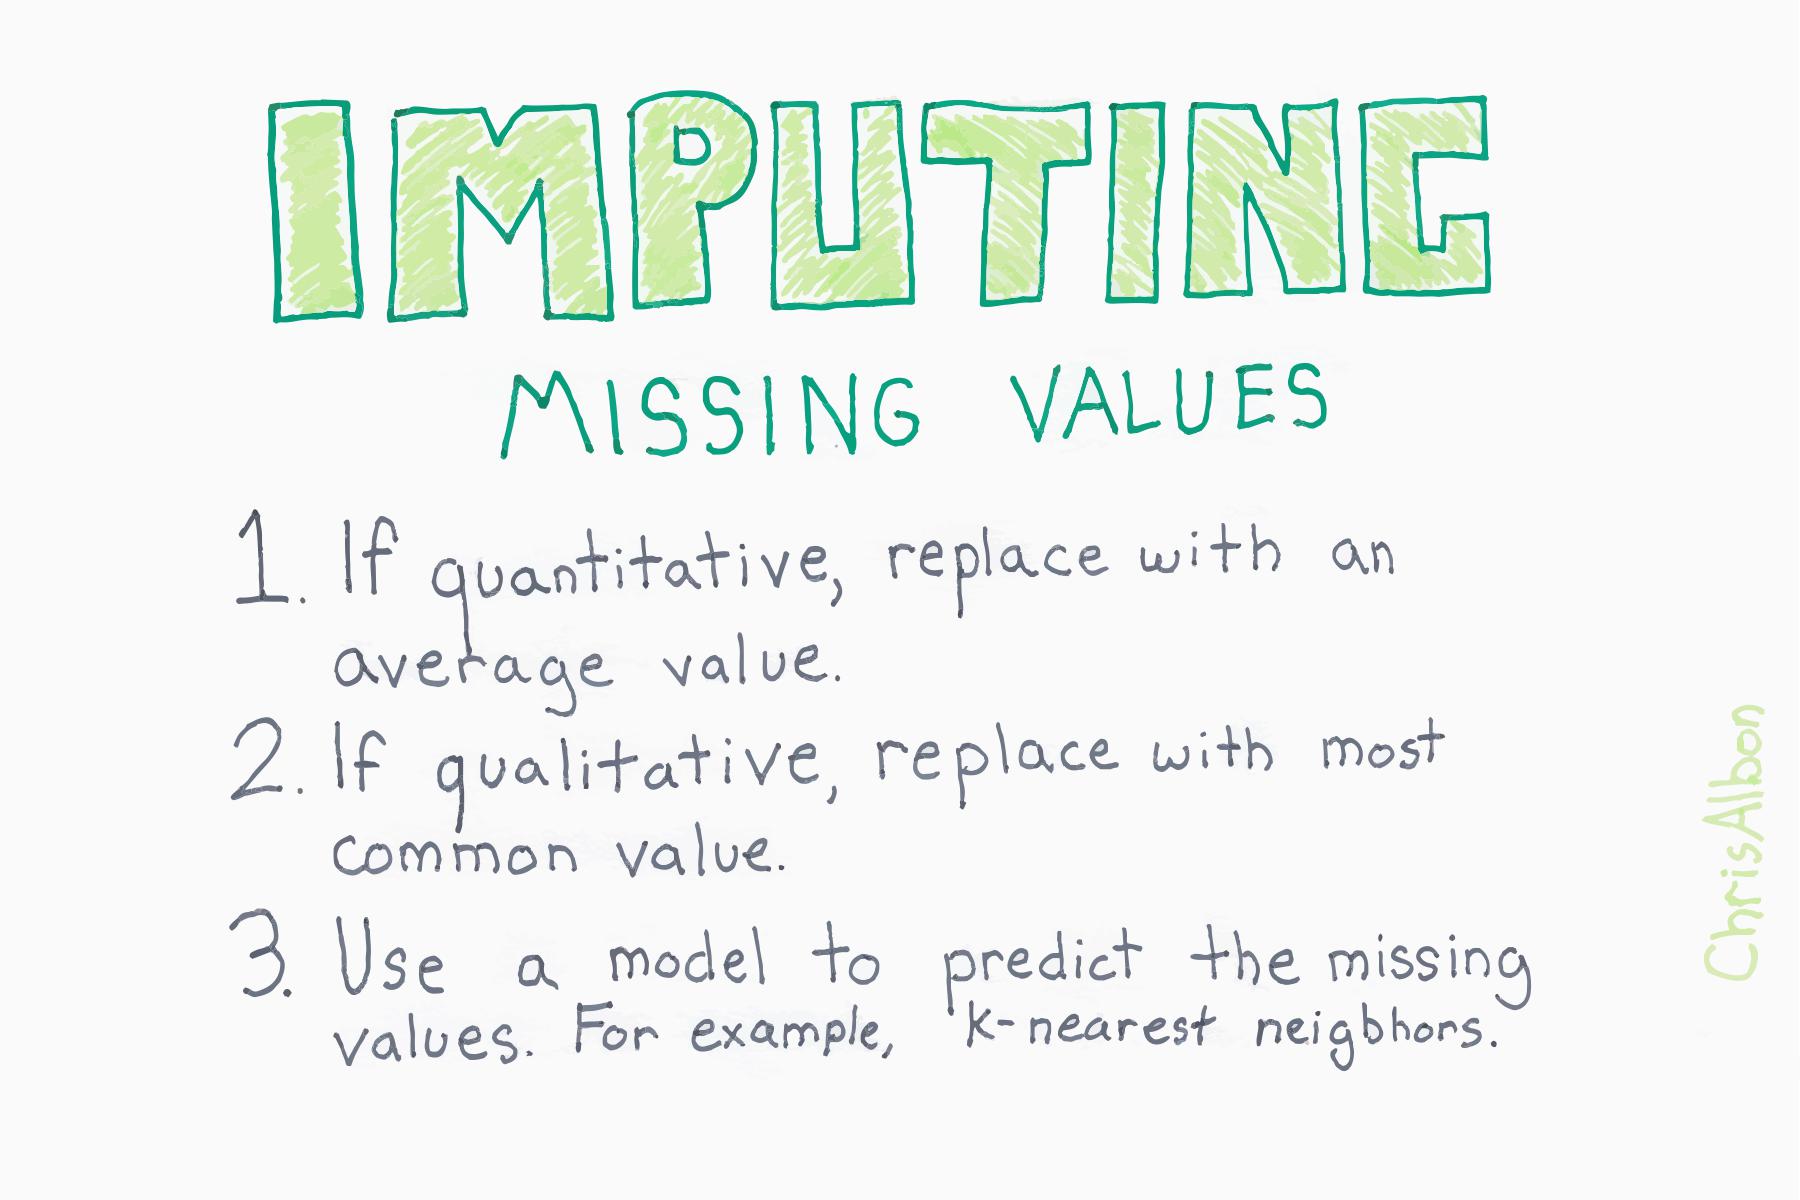 IMPUTING
MISSING VALUES
1. If quantitative, replace with an
average value.
2. If qualitative, replace with most
common value.
3. Use a model to predict the missing
values. For example, k-nearest neigbhors.
ChrisAlbon